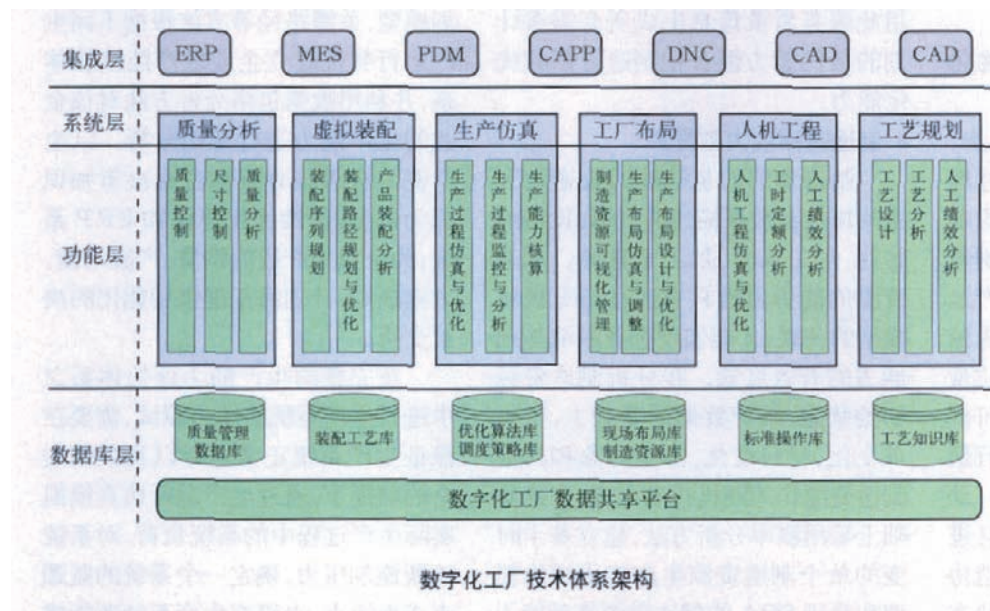 集成层 ERP MES PDM CAPP DNC CAD CAD
系统层 质量分析 虚拟装配 生产仿真 工厂布局 人机工程 工艺规划
功能层
质量控制
尺寸控制
质量分析
装配序列规划
装配路径规划与优化
产品装配分析
生产过程仿真与优化
生产过程监控与分析
生产能力核算
制造资源可视化管理
生产布局仿真与调整
生产布局设计与优化
人机工程仿真与优化
工时定额分析
人工绩效分析
工艺设计
工艺分析
人工绩效分析
数据库层
质量管理
数据库
装配工艺库
优化算法库
调度策略库
现场布局库
制造资源库
标准操作库
工艺知识库
数字化工厂数据共享平台
数字化工厂技术体系架构